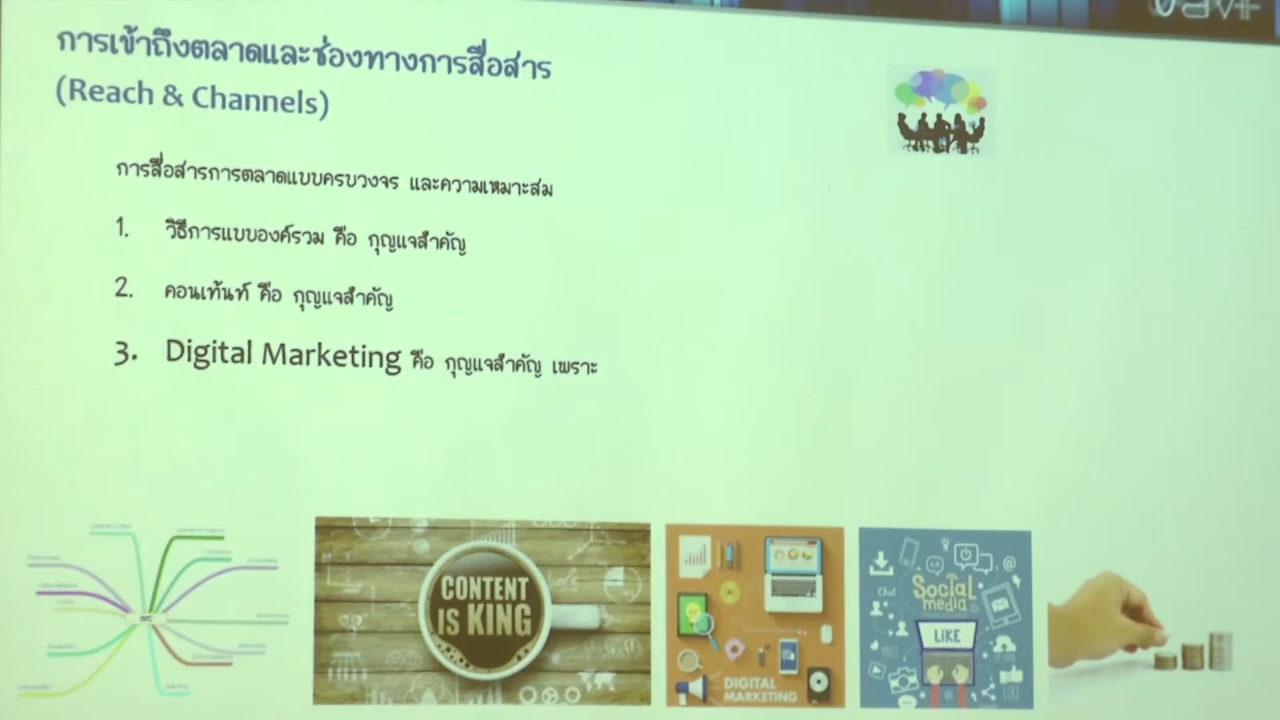 การเข้าถึงตลาดและช่องทางการสื่อสาร
(Reach & Channels)
การสื่อสารการตลาดแบบครบวงจร และความเหมาะสม
1. วิธีการแบบองค์รวม คือ กุญแจสำคัญ
2. คอนเท้นท์ คือ กุญแจสำคัญ
3. Digital Marketing คือ กุญแจสำคัญ เพราะ
IMC
CONTENT
IS KING
DIGITAL
MARKETING
Chat
Social
media
LIKE
LIKE